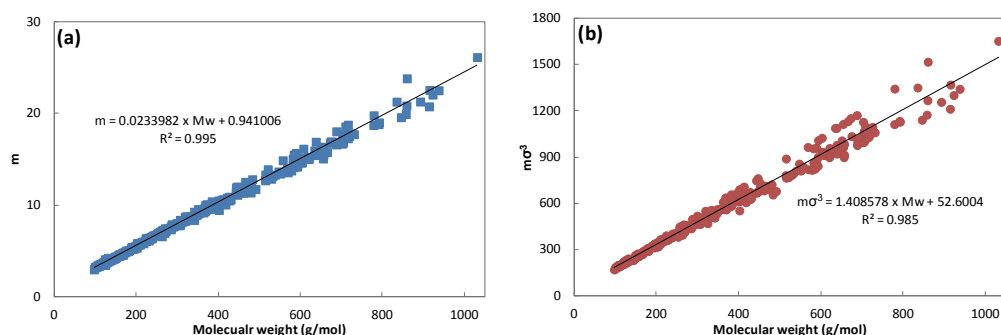 (a)
30
20
10
0
m
m = 0.0233982 x Mw + 0.941006
R² = 0.995
0 200 400 600 800 1000
Molecualr weight (g/mol)
(b)
1800
1500
1200
900
600
300
0
mσ³
mσ³ = 1.408578 x Mw + 52.6004
R² = 0.985
0 200 400 600 800 1000
Molecular weight (g/mol)